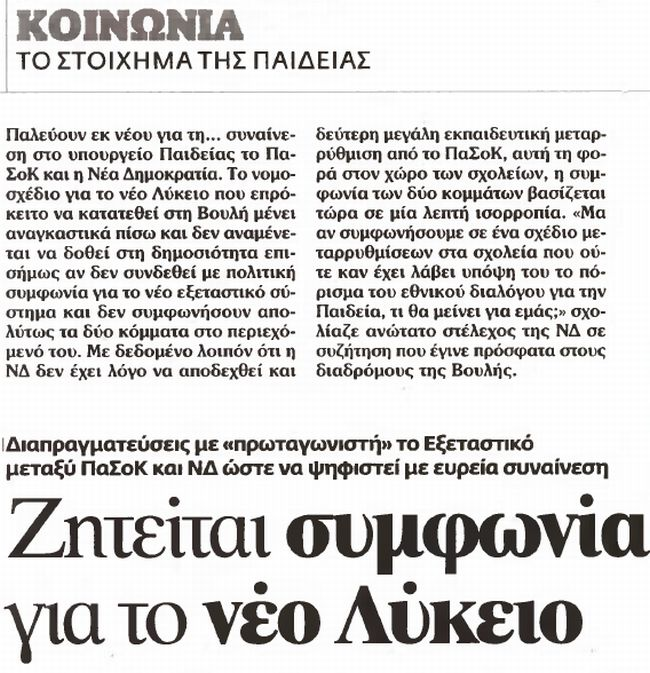 ΚΟΙΝΩΝΙΑ
ΤΟ ΣΤΟΙΧΗΜΑ ΤΗΣ ΠΑΙΔΕΙΑΣ
Παλεύουν εκ νέου για τη... συναίνε-
ση στο υπουργείο Παιδείας το Πα-
ΣοΚ και η Νέα Δημοκρατία. Το νομο-
σχέδιο για το νέο Λύκειο που επρό-
κειτο να κατατεθεί στη Βουλή μένει
αναγκαστικά πίσω και δεν αναμένε-
ται να δοθεί στη δημοσιότητα επι-
σήμως αν δεν συνδεθεί με πολιτική
συμφωνία για το νέο εξεταστικό σύ-
στημα και δεν συμφωνήσουν απο-
λύτως τα δύο κόμματα στο περιεχό-
μενό του. Με δεδομένο λοιπόν ότι η
ΝΔ δεν έχει λόγο να αποδεχθεί και
δεύτερη μεγάλη εκπαιδευτική μεταρ-
ρύθμιση από το ΠαΣοΚ, αυτή τη φο-
ρά στον χώρο των σχολείων, η συμ-
φωνία των δύο κομμάτων βασίζεται
τώρα σε μία λεπτή ισορροπία. «Μα
αν συμφωνήσουμε σε ένα σχέδιο με-
ταρρυθμίσεων στα σχολεία που ού-
τε καν έχει λάβει υπόψη του το πό-
ρισμα του εθνικού διαλόγου για την
Παιδεία, τι θα μείνει για εμάς;» σχο-
λίαζε ανώτατο στέλεχος της ΝΔ σε
συζήτηση που έγινε πρόσφατα στους
διαδρόμους της Βουλής.
Διαπραγματεύσεις με «πρωταγωνιστή» το Εξεταστικό
μεταξύ ΠαΣοΚ και ΝΔ ώστε να ψηφιστεί με ευρεία συναίνεση
Ζητείται συμφωνία
για το νέο Λύκειο